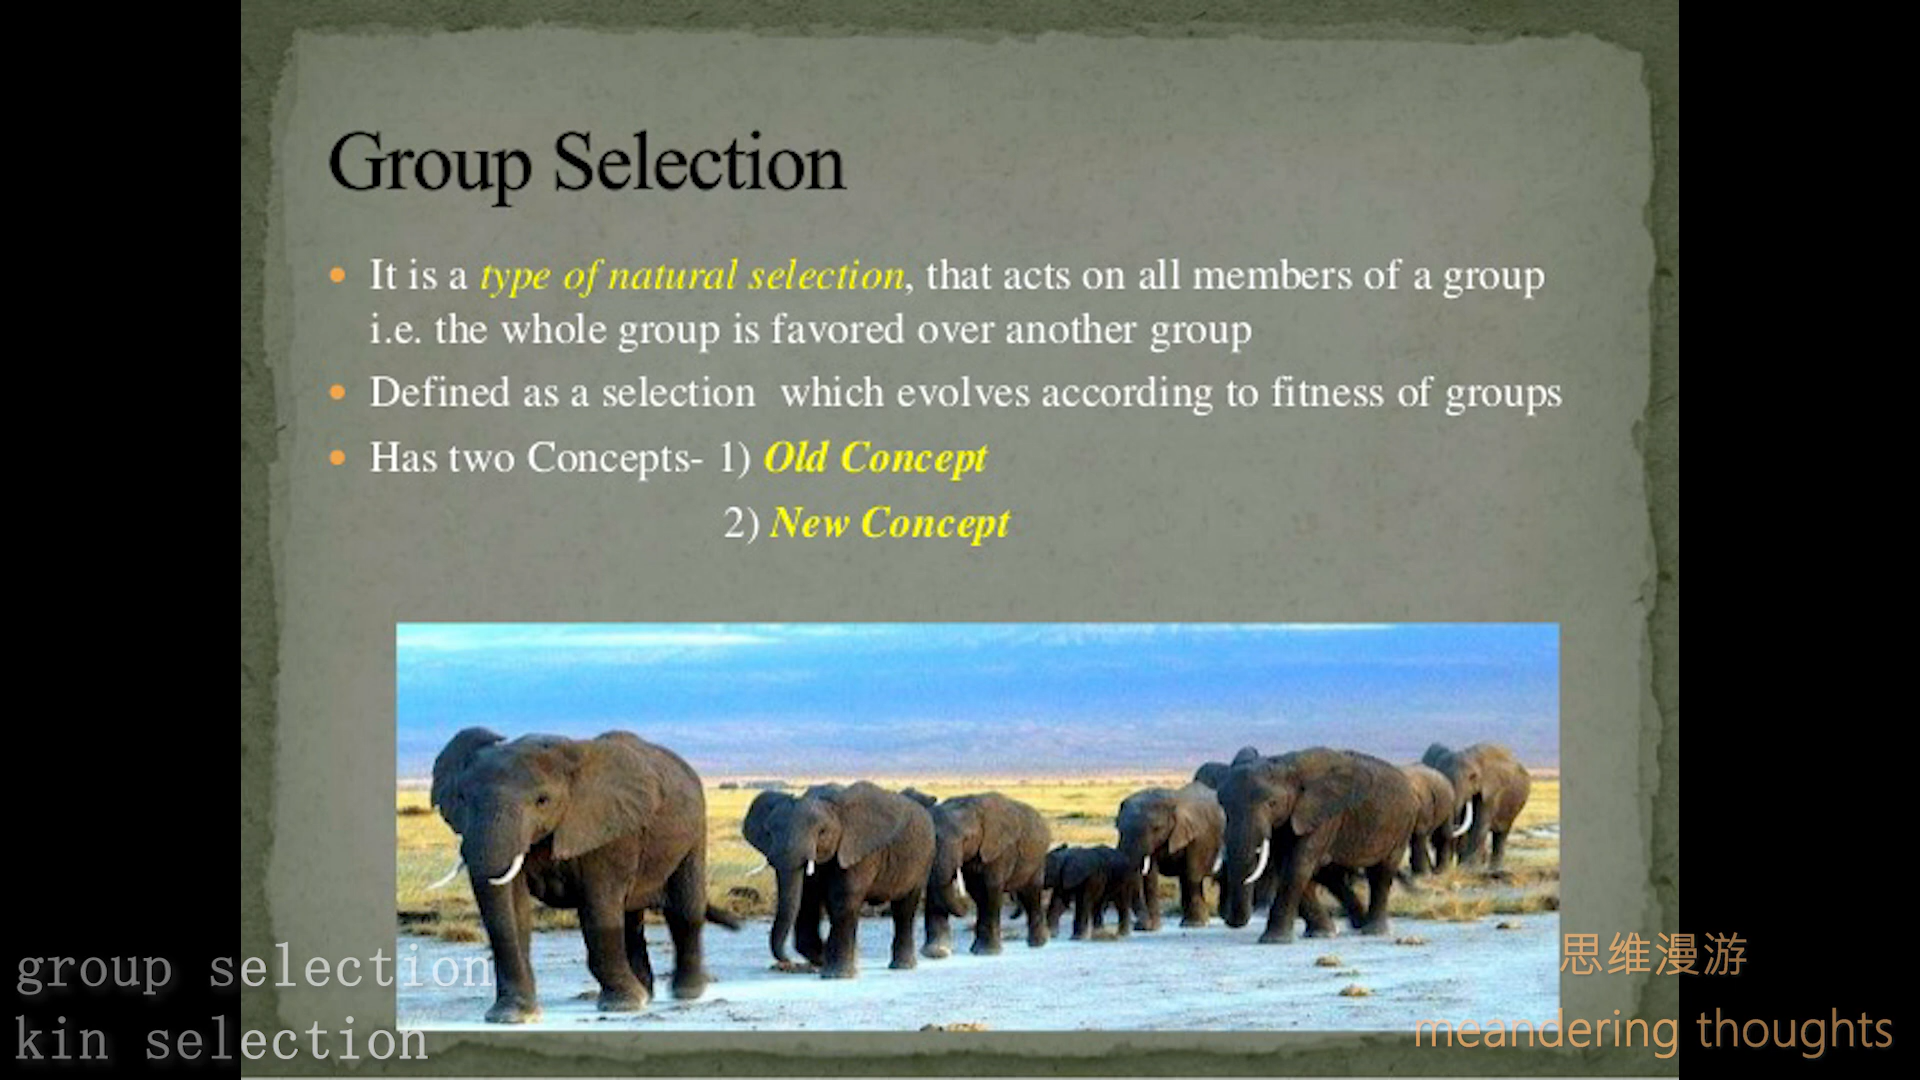 Group Selection
It is a type of natural selection, that acts on all members of a group
i.e. the whole group is favored over another group
Defined as a selection which evolves according to fitness of groups
Has two Concepts- 1) Old Concept
2) New Concept
group selection
kin selection
思维漫游
meandering thoughts